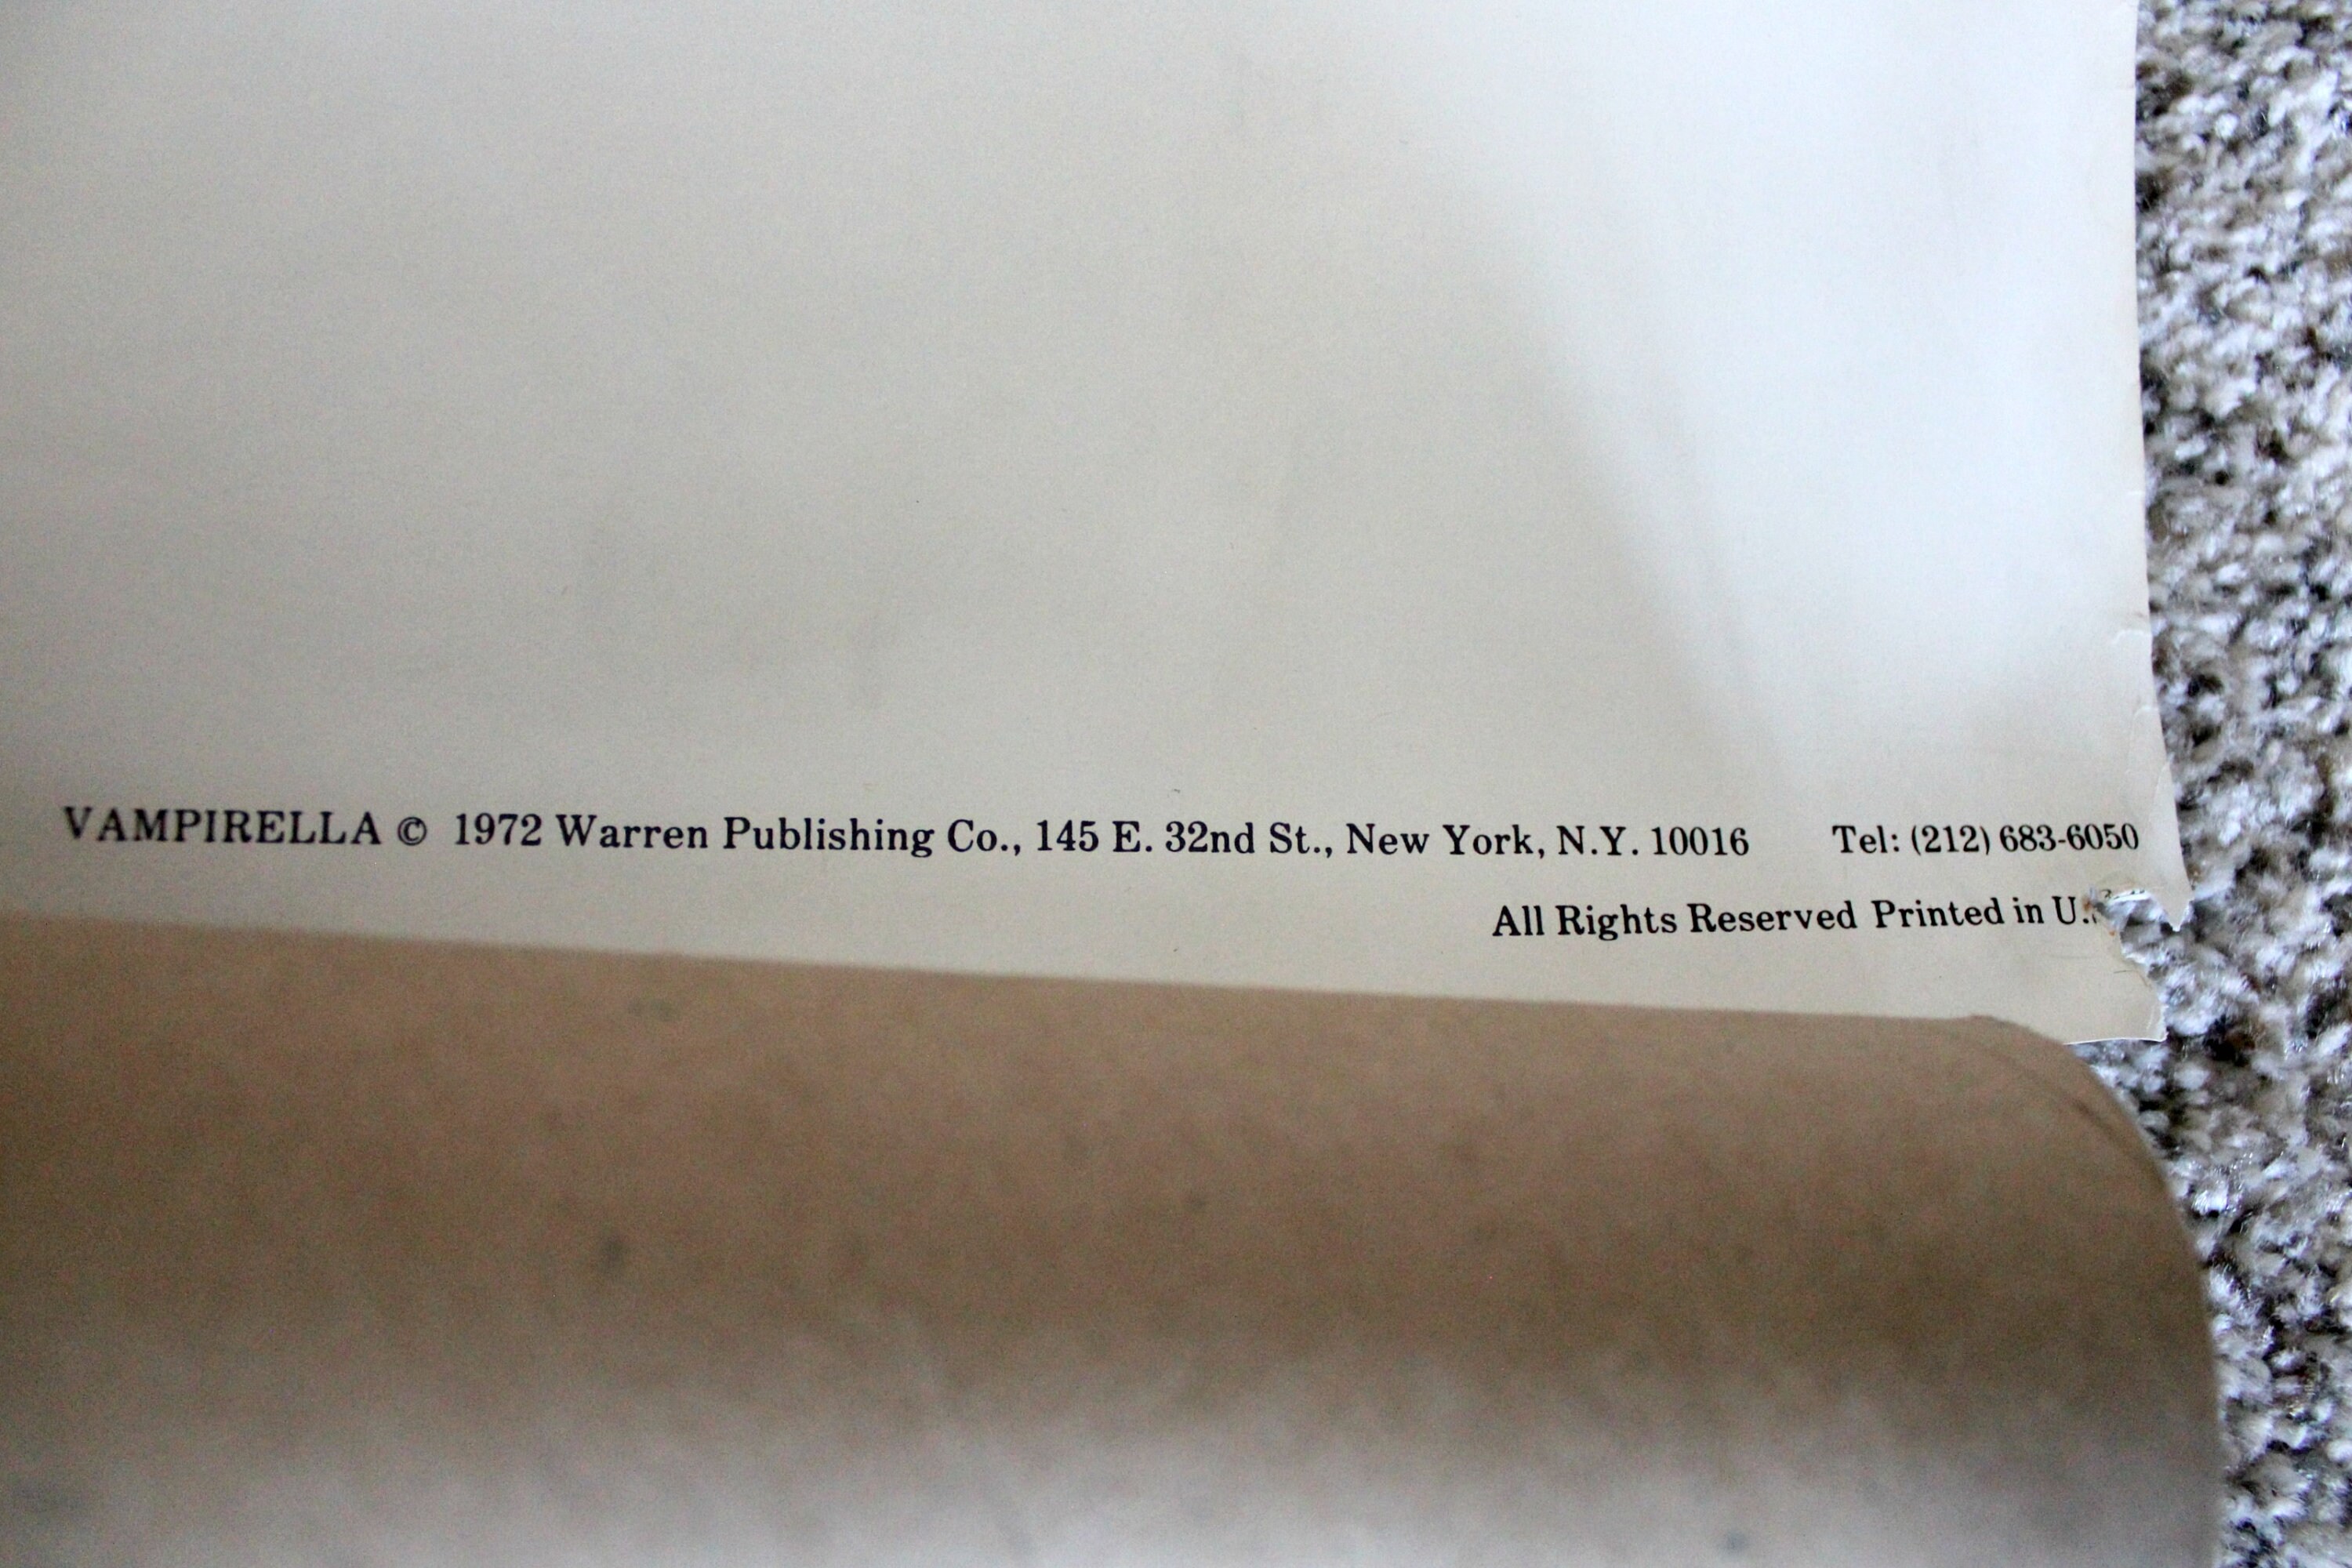 VAMPIRELLA © 1972 Warren Publishing Co., 145 E. 32nd St., New York, N.Y. 10016 Tel: (212) 683-6050
All Rights Reserved Printed in U.